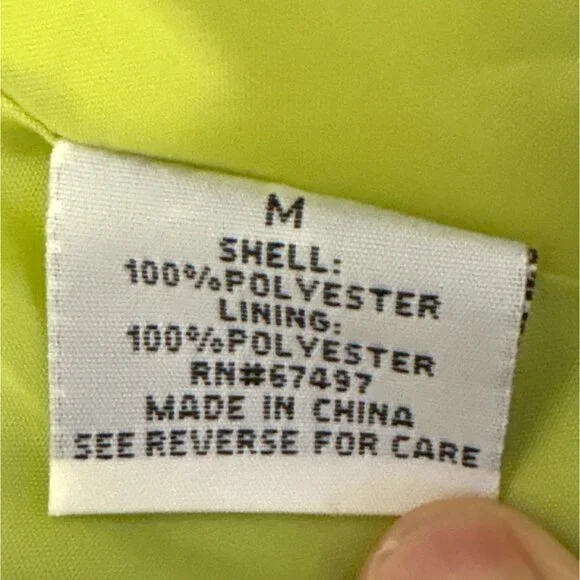 M
SHELL:
100%POLYESTER
LINING:
100%POLYESTER
RN#67497
MADE IN CHINA
SEE REVERSE FOR CARE